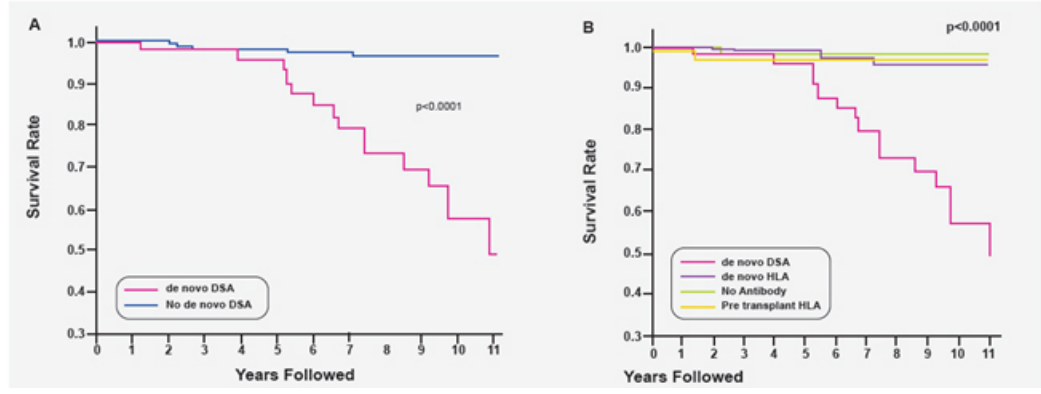 A
Survival Rate
1.0
0.9
0.8
0.7
0.6
0.5
0.4
0.3
p<0.0001
de novo DSA
No de novo DSA
0 1 2 3 4 5 6 7 8 9 10 11
Years Followed
B
p<0.0001
Survival Rate
1.0
0.9
0.8
0.7
0.6
0.5
0.4
0.3
de novo DSA
de novo HLA
No Antibody
Pre transplant HLA
0 1 2 3 4 5 6 7 8 9 10 11
Years Followed